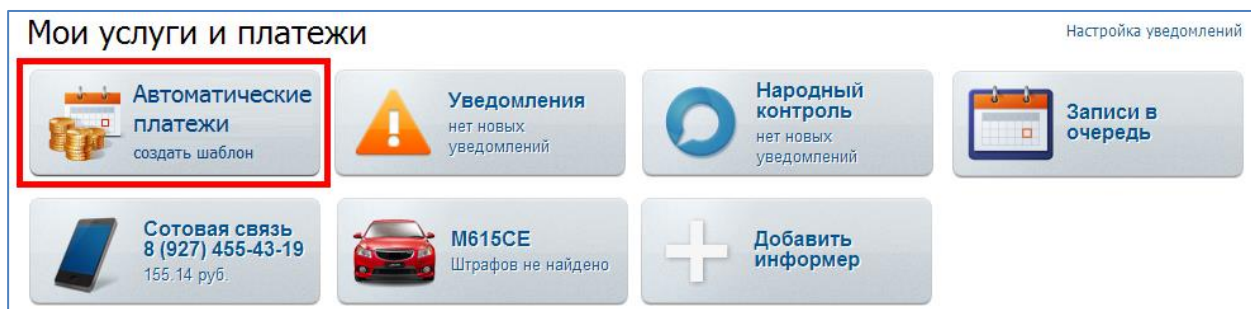 Мои услуги и платежи
Настройка уведомлений
Автоматические
платежи
создать шаблон
Уведомления
нет новых
уведомлений
Народный
контроль
нет новых
уведомлений
Записи в
очередь
Сотовая связь
8 (927) 455-43-19
155.14 руб.
М615СЕ
Штрафов не найдено
Добавить
информер